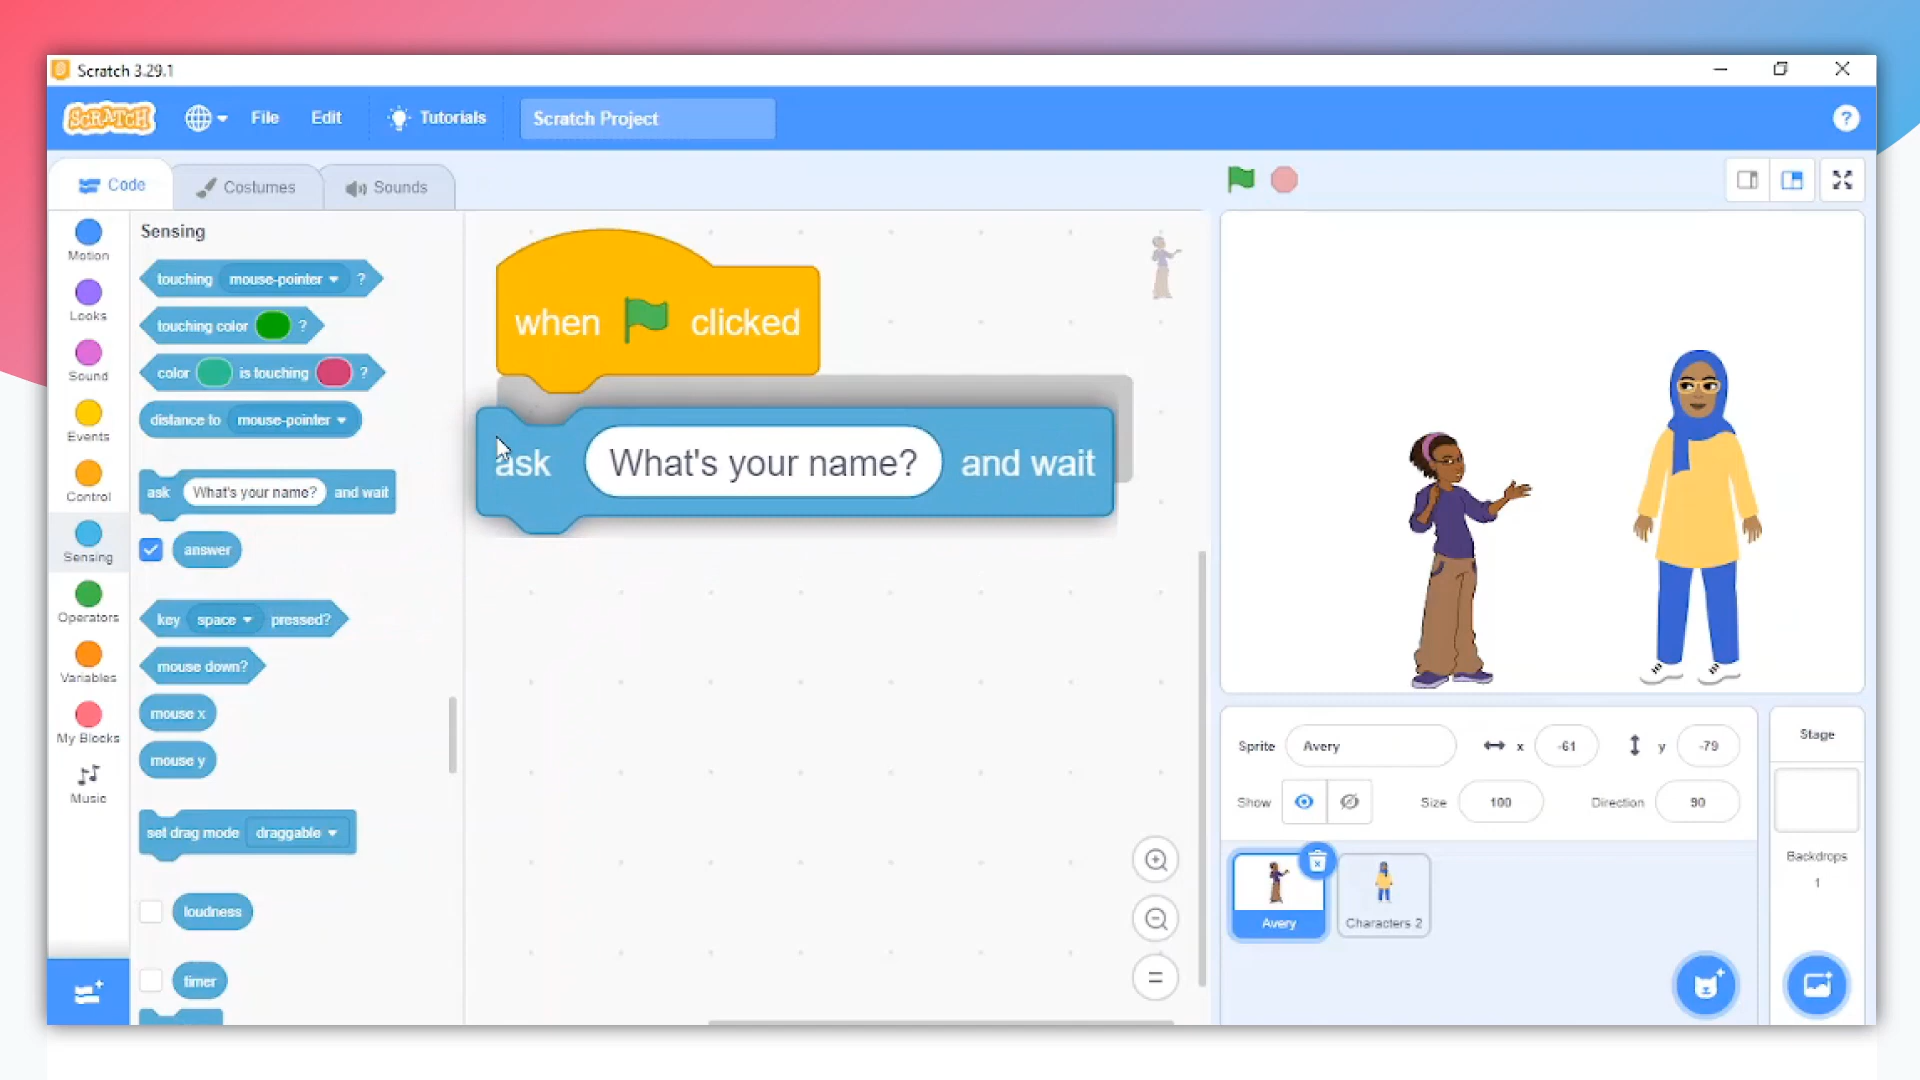 Scratch 3.29.1
SCRATCH File Edit Tutorials Scratch Project ?
Code Costumes Sounds
Motion
Looks
Sound
Events
Control
Sensing
Operators
Variables
My Blocks
Music
Sensing
touching mouse-pointer ?
touching color ?
color is touching ?
distance to mouse-pointer
ask What's your name? and wait
answer
key space pressed?
mouse down?
mouse x
mouse y
set drag mode draggable
loudness
timer
when clicked
ask What's your name? and wait
Sprite Avery x -61 y -79
Show Size 100 Direction 90
Avery
Characters 2
Stage
Backdrops
1